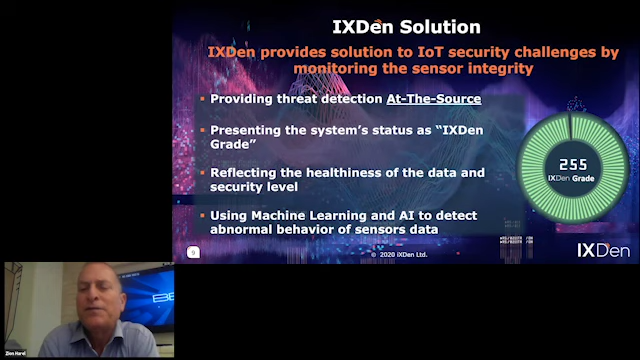 IXDen Solution
IXDen provides solution to IoT security challenges by
monitoring the sensor integrity
Providing threat detection At-The-Source
Presenting the system's status as "IXDen
Grade"
Reflecting the healthiness of the data and
security level
Using Machine Learning and AI to detect
abnormal behavior of sensors data
255
IXDen Grade
9
© 2020 iXDen Ltd.
IXDen
Zion Harel